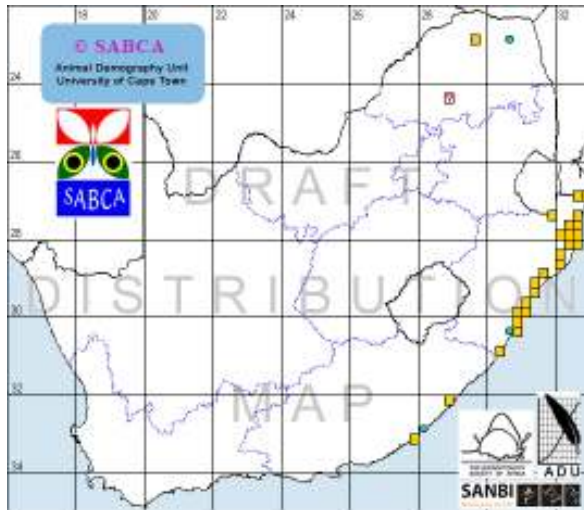 18 20 22 24 26 28 30 32
© SABCA
Animal Demography Unit
University of Cape Town
24
SABCA
26
DRAFT
28
DISTRIBUTION
30
32
MAP
34
ADU
SANBI